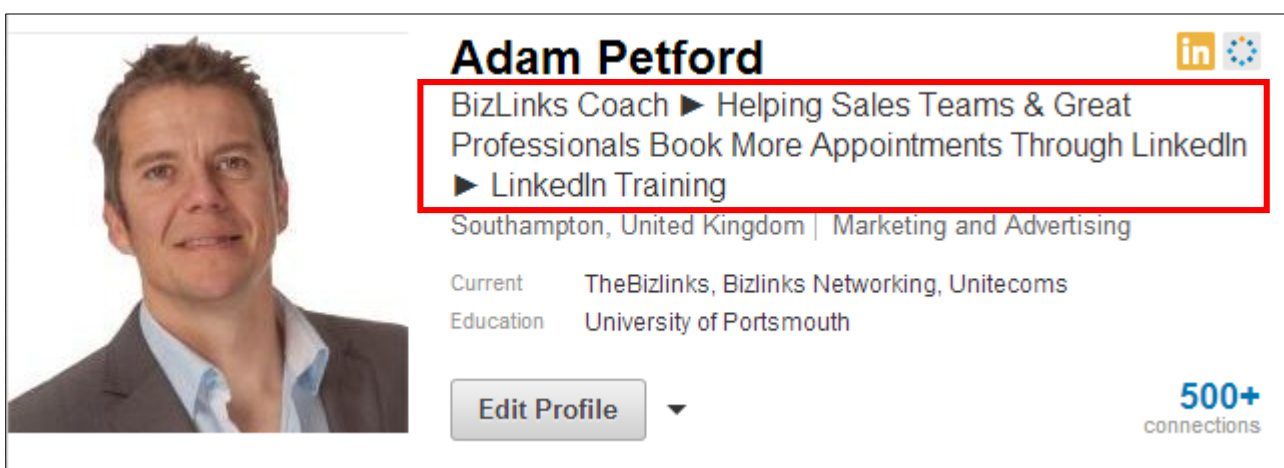 Adam Petford
in
BizLinks Coach ► Helping Sales Teams & Great
Professionals Book More Appointments Through LinkedIn
► LinkedIn Training
Southampton, United Kingdom | Marketing and Advertising
Current TheBizlinks, Bizlinks Networking, Unitecoms
Education University of Portsmouth
Edit Profile
500+
connections